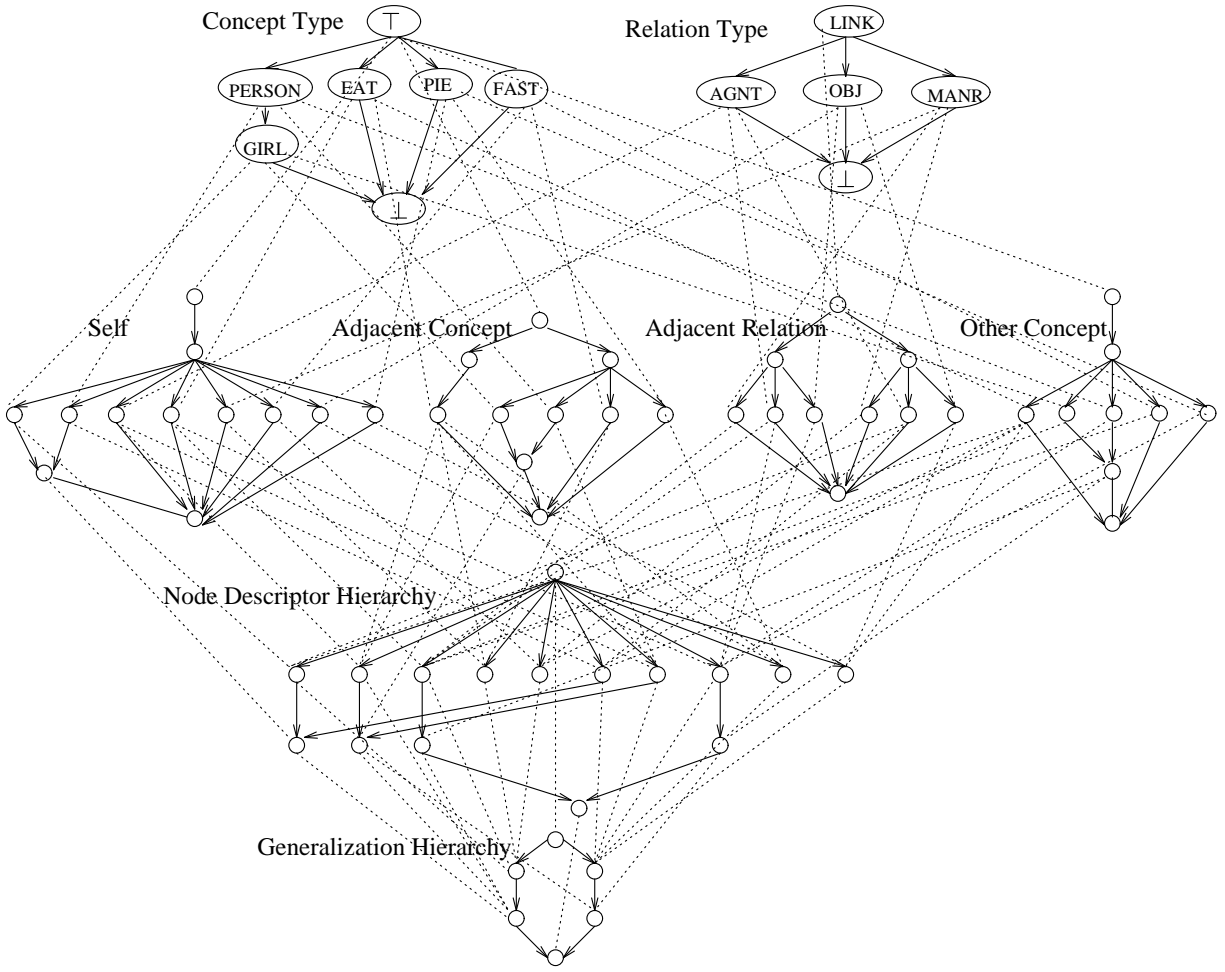 Concept Type
⊤
Relation Type
LINK
PERSON
EAT
PIE
FAST
AGNT
OBJ
MANR
GIRL
⊥
⊥
Self
Adjacent Concept
Adjacent Relation
Other Concept
Node Descriptor Hierarchy
Generalization Hierarchy